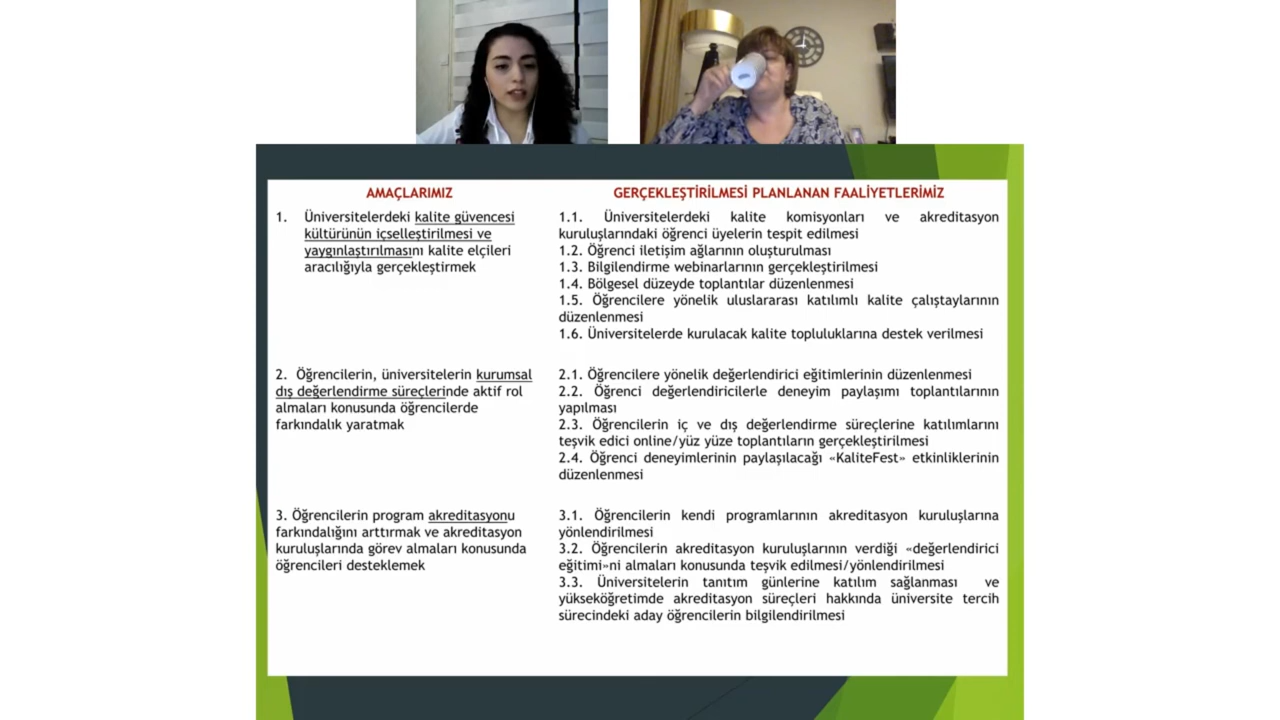 AMAÇLARIMIZ
1. Üniversitelerdeki kalite güvencesi
kültürünün içselleştirilmesi ve
yaygınlaştırılmasını kalite elçileri
aracılığıyla gerçekleştirmek
2. Öğrencilerin, üniversitelerin kurumsal
dış değerlendirme süreçlerinde aktif rol
almaları konusunda öğrencilerde
farkındalık yaratmak
3. Öğrencilerin program akreditasyonu
farkındalığını arttırmak ve akreditasyon
kuruluşlarında görev almaları konusunda
öğrencileri desteklemek
GERÇEKLEŞTİRİLMESİ PLANLANAN FAALİYETLERİMİZ
1.1. Üniversitelerdeki kalite komisyonları ve akreditasyon
kuruluşlarındaki öğrenci üyelerin tespit edilmesi
1.2. Öğrenci iletişim ağlarının oluşturulması
1.3. Bilgilendirme webinarlarının gerçekleştirilmesi
1.4. Bölgesel düzeyde toplantılar düzenlenmesi
1.5. Öğrencilere yönelik uluslararası katılımlı kalite çalıştaylarının
düzenlenmesi
1.6. Üniversitelerde kurulacak kalite topluluklarına destek verilmesi
2.1. Öğrencilere yönelik değerlendirici eğitimlerinin düzenlenmesi
2.2. Öğrenci değerlendiricilerle deneyim paylaşımı toplantılarının
yapılması
2.3. Öğrencilerin iç ve dış değerlendirme süreçlerine katılımlarını
teşvik edici online/yüz yüze toplantıların gerçekleştirilmesi
2.4. Öğrenci deneyimlerinin paylaşılacağı «KaliteFest» etkinliklerinin
düzenlenmesi
3.1. Öğrencilerin kendi programlarının akreditasyon kuruluşlarına
yönlendirilmesi
3.2. Öğrencilerin akreditasyon kuruluşlarının verdiği «değerlendirici
eğitimi»ni almaları konusunda teşvik edilmesi/yönlendirilmesi
3.3. Üniversitelerin tanıtım günlerine katılım sağlanması ve
yükseköğretimde akreditasyon süreçleri hakkında üniversite tercih
sürecindeki aday öğrencilerin bilgilendirilmesi